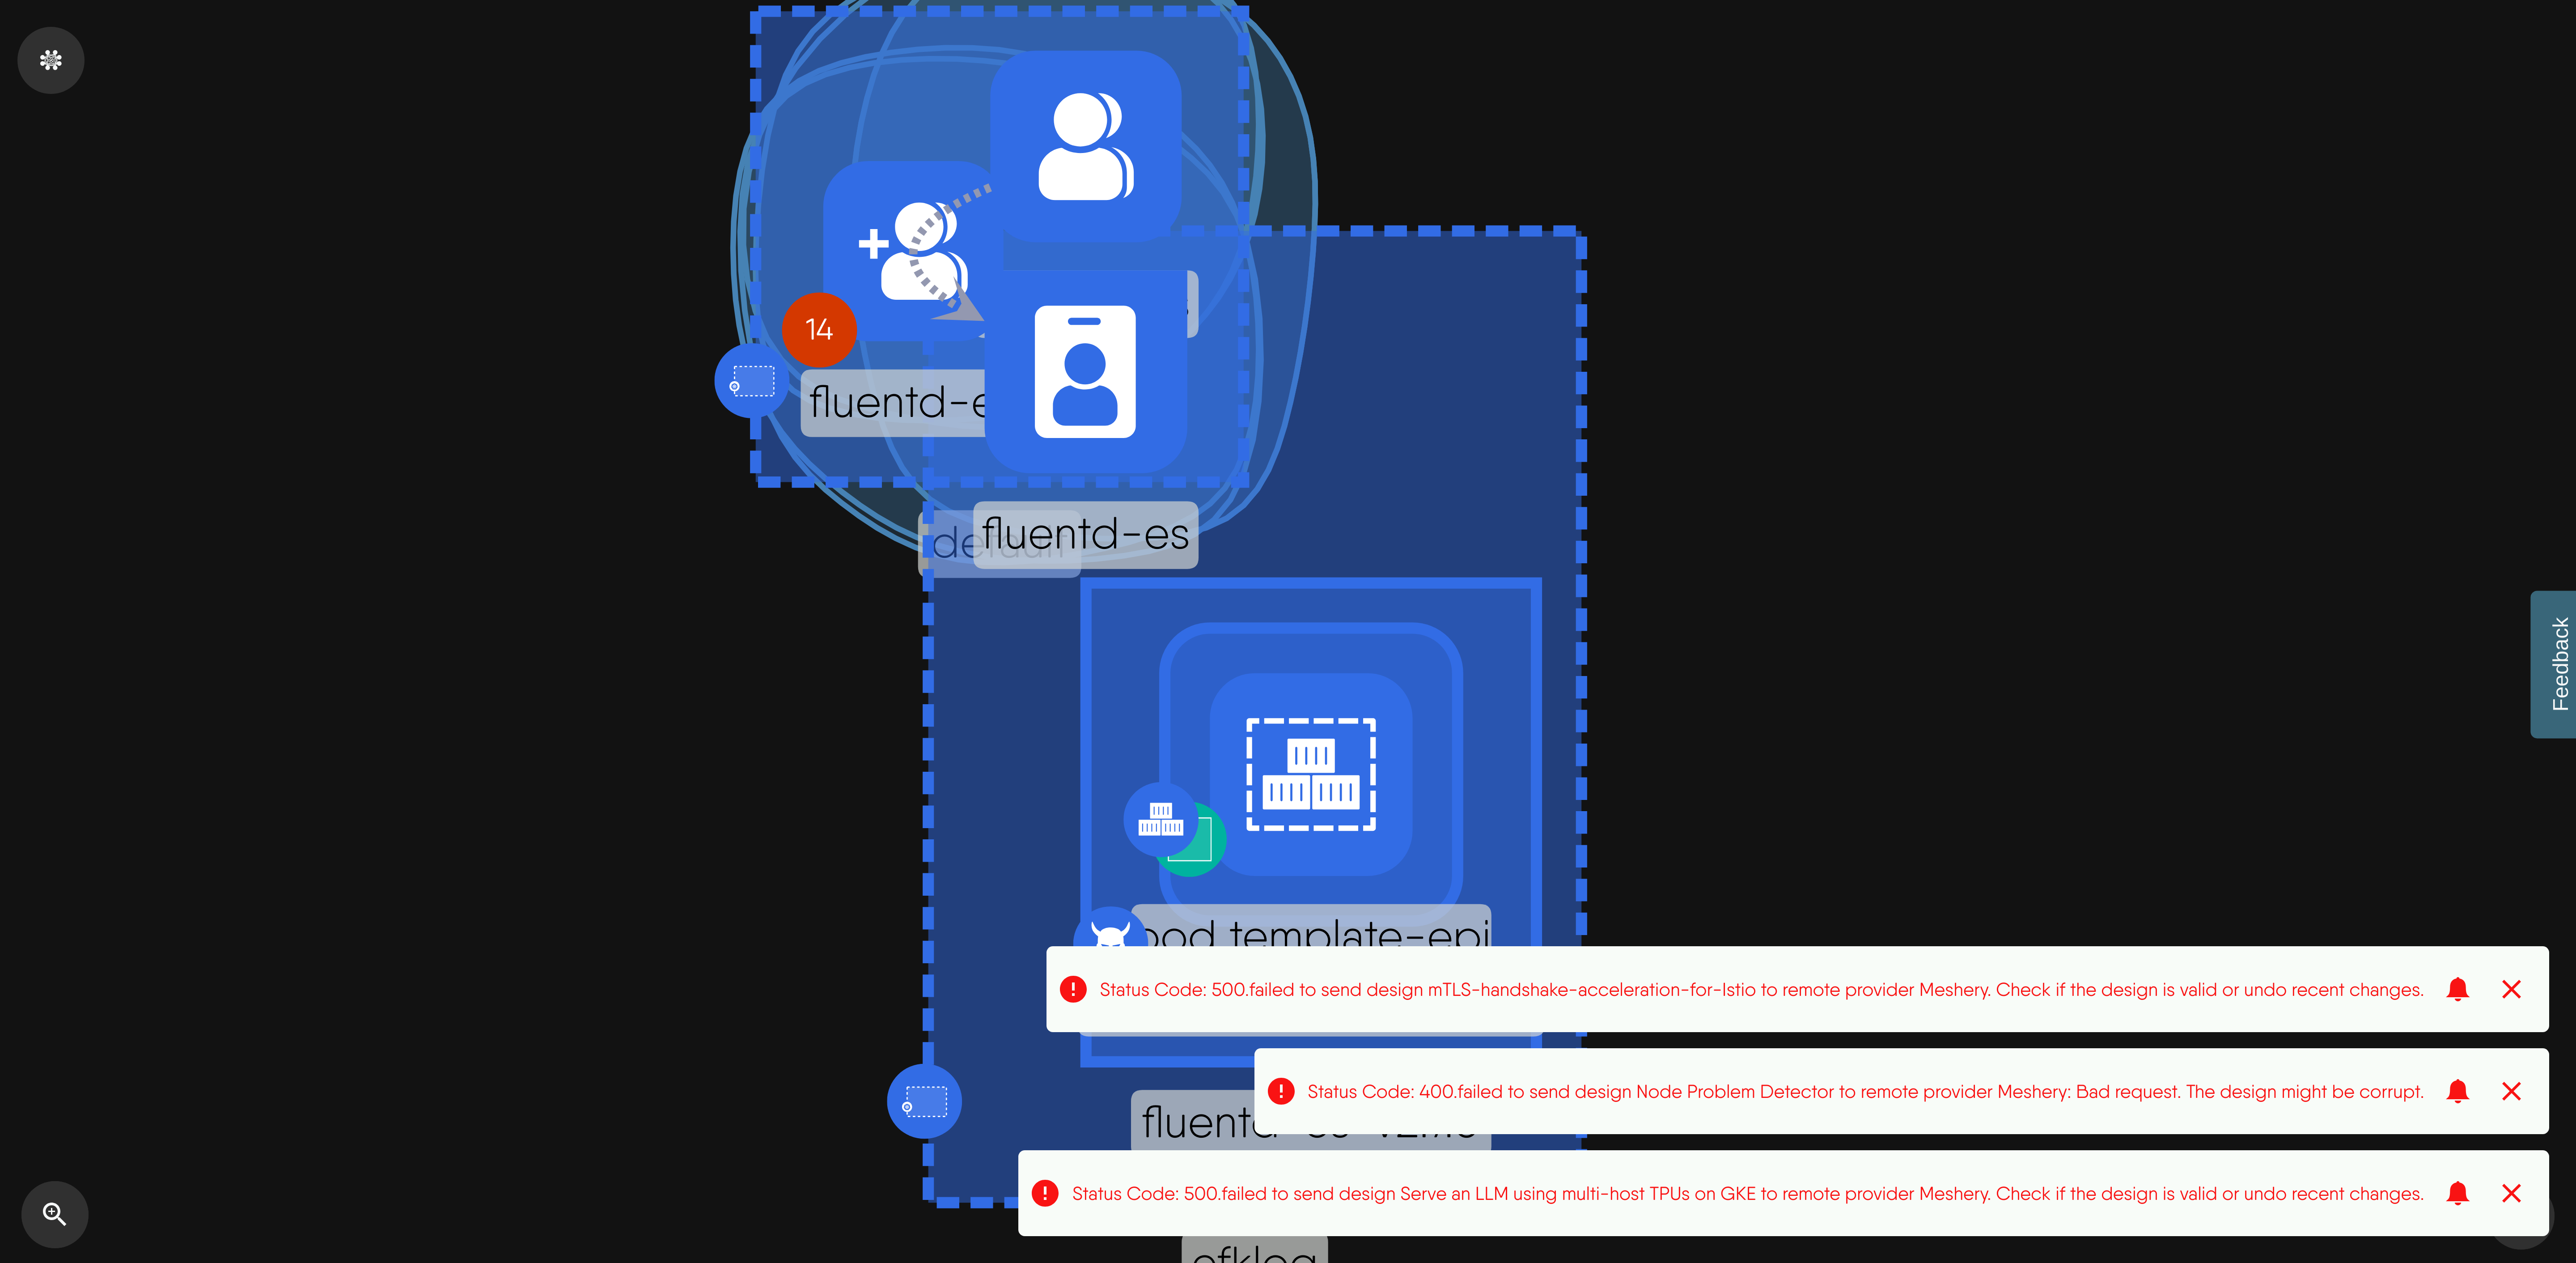 14
fluentd-e
fluentd-es
default
Feedback
pod template-epj
Status Code: 500.failed to send design mTLS-handshake-acceleration-for-Istio to remote provider Meshery. Check if the design is valid or undo recent changes.
Status Code: 400.failed to send design Node Problem Detector to remote provider Meshery: Bad request. The design might be corrupt.
Status Code: 500.failed to send design Serve an LLM using multi-host TPUs on GKE to remote provider Meshery. Check if the design is valid or undo recent changes.